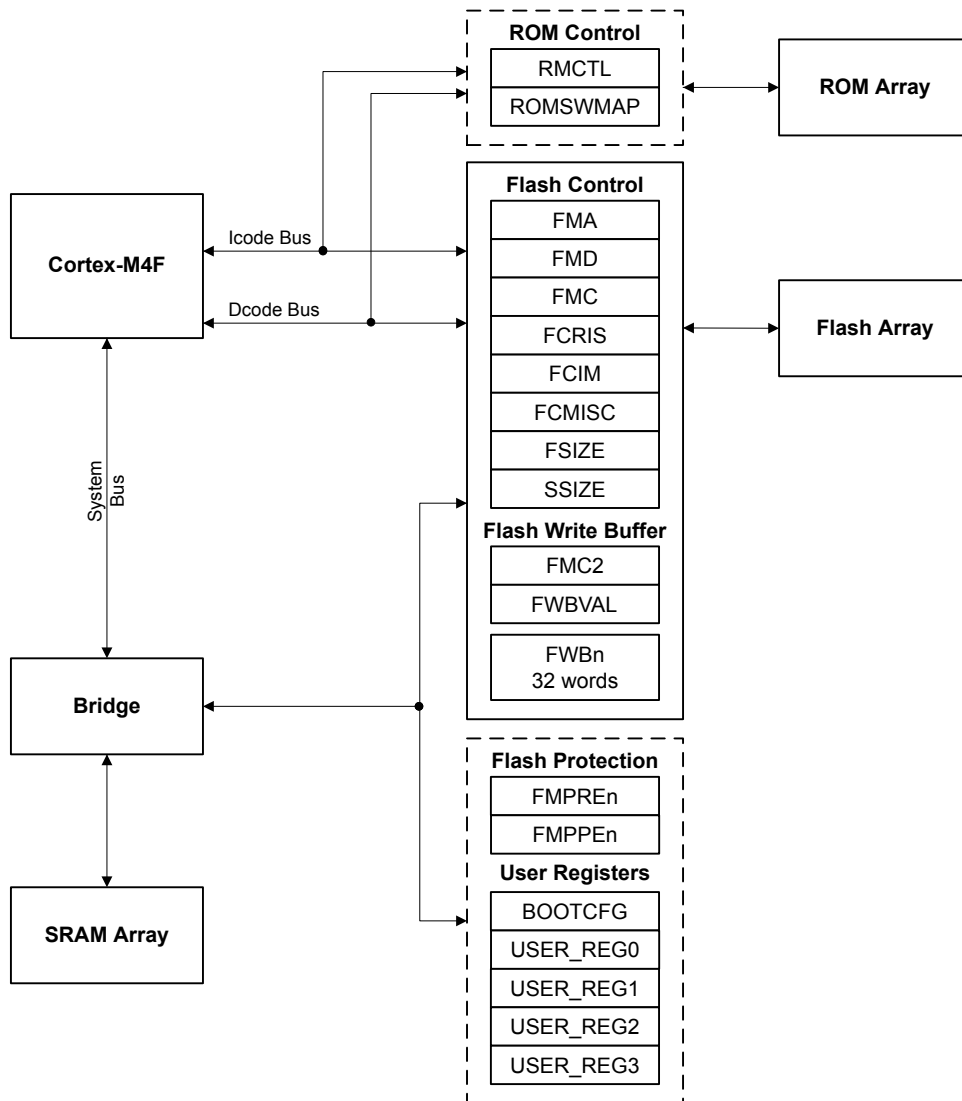 ROM Control
RMCTL
ROMSWMAP
ROM Array
Cortex-M4F
Icode Bus
Dcode Bus
Flash Control
FMA
FMD
FMC
FCRIS
FCIM
FCMISC
FSIZE
SSIZE
Flash Write Buffer
FMC2
FWBVAL
FWBn
32 words
Flash Array
System
Bus
Bridge
SRAM Array
Flash Protection
FMPREn
FMPPEn
User Registers
BOOTCFG
USER_REG0
USER_REG1
USER_REG2
USER_REG3